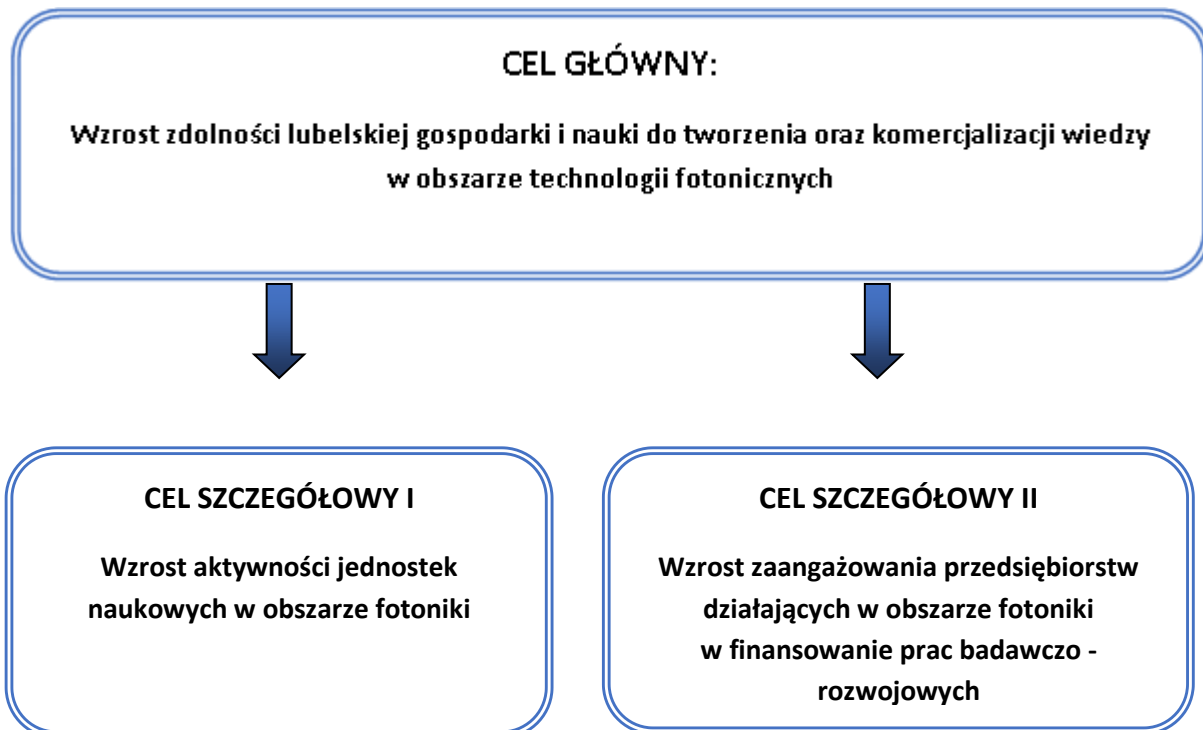 CEL GŁÓWNY:
Wzrost zdolności lubelskiej gospodarki i nauki do tworzenia oraz komercjalizacji wiedzy
w obszarze technologii fotonicznych
CEL SZCZEGÓŁOWY I
Wzrost aktywności jednostek
naukowych w obszarze fotoniki
CEL SZCZEGÓŁOWY II
Wzrost zaangażowania przedsiębiorstw
działających w obszarze fotoniki
w finansowanie prac badawczo -
rozwojowych